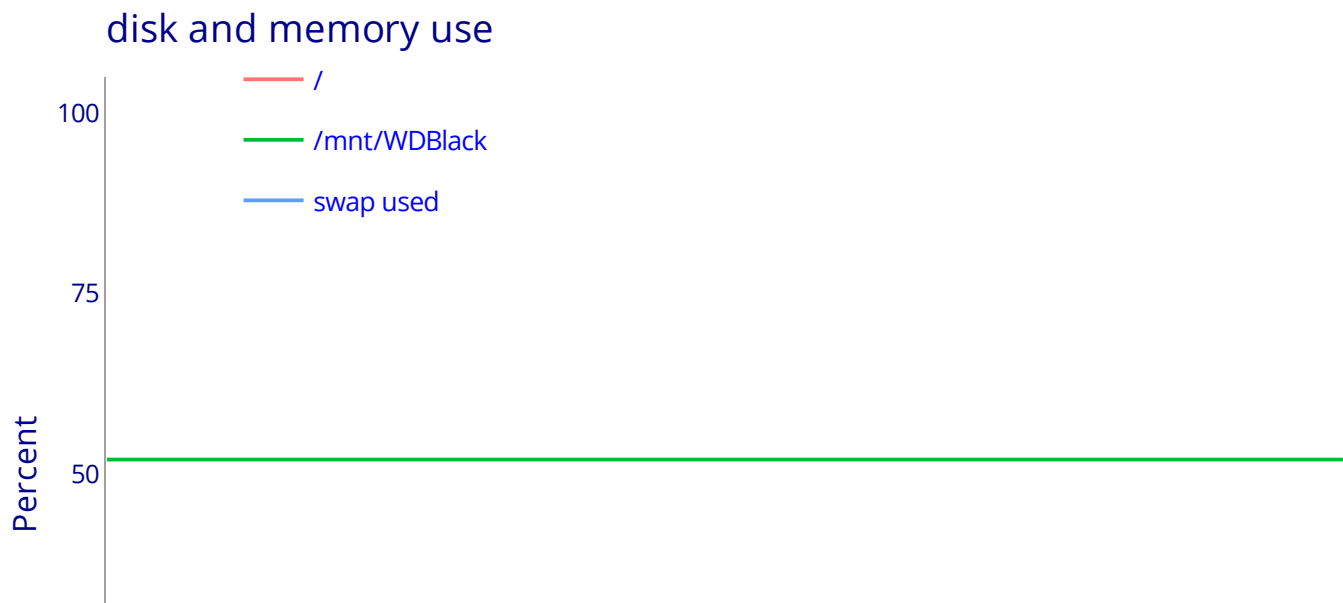 disk and memory use
/
100
/mnt/WDBlack
swap used
75
50
Percent